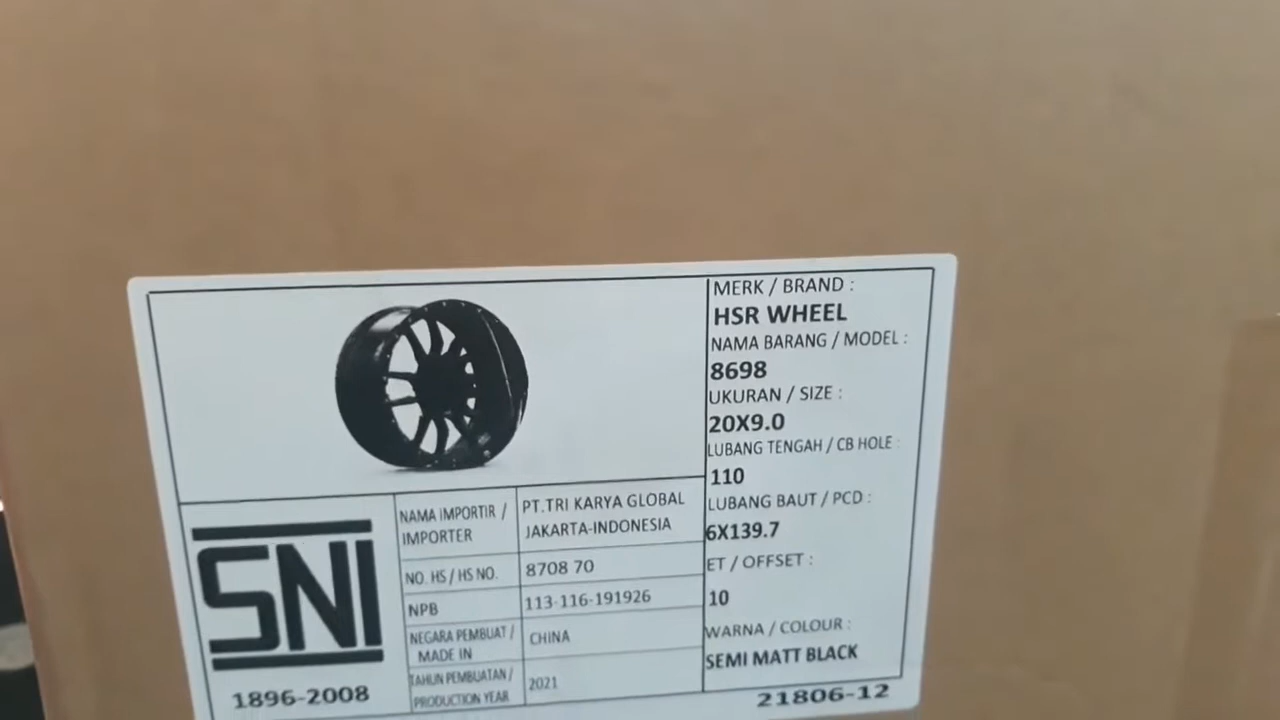 MERK / BRAND :
HSR WHEEL
NAMA BARANG / MODEL :
8698
UKURAN / SIZE :
20X9.0
LUBANG TENGAH / CB HOLE :
110
LUBANG BAUT / PCD :
6X139.7
ET / OFFSET :
10
WARNA / COLOUR :
SEMI MATT BLACK
21806-12
SNI
1896-2008
NAMA IMPORTIR /
IMPORTER
PT.TRI KARYA GLOBAL
JAKARTA-INDONESIA
NO. HS / HS NO.
8708 70
NPB
113-116-191926
NEGARA PEMBUAT /
MADE IN
CHINA
TAHUN PEMBUATAN /
PRODUCTION YEAR
2021